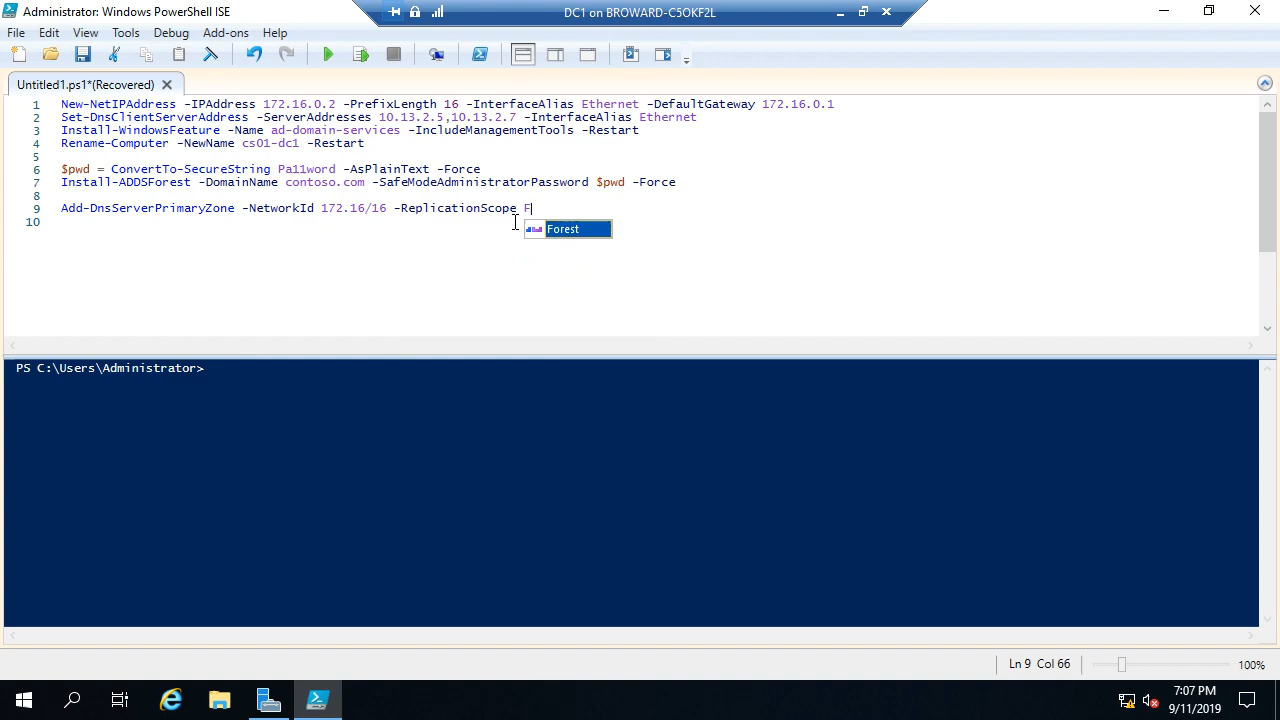 Administrator: Windows PowerShell ISE
DC1 on BROWARD-C5OKF2L
File Edit View Tools Debug Add-ons Help
Untitled1.ps1*(Recovered)
1 New-NetIPAddress -IPAddress 172.16.0.2 -PrefixLength 16 -InterfaceAlias Ethernet -DefaultGateway 172.16.0.1
2 Set-DnsClientServerAddress -ServerAddresses 10.13.2.5,10.13.2.7 -InterfaceAlias Ethernet
3 Install-WindowsFeature -Name ad-domain-services -IncludeManagementTools -Restart
4 Rename-Computer -NewName cs01-dc1 -Restart
5
6 $pwd = ConvertTo-SecureString Pa11word -AsPlainText -Force
7 Install-ADDSForest -DomainName contoso.com -SafeModeAdministratorPassword $pwd -Force
8
9 Add-DnsServerPrimaryZone -NetworkId 172.16/16 -ReplicationScope F
10
Forest
PS C:\Users\Administrator>
Ln 9 Col 66
100%
7:07 PM
9/11/2019